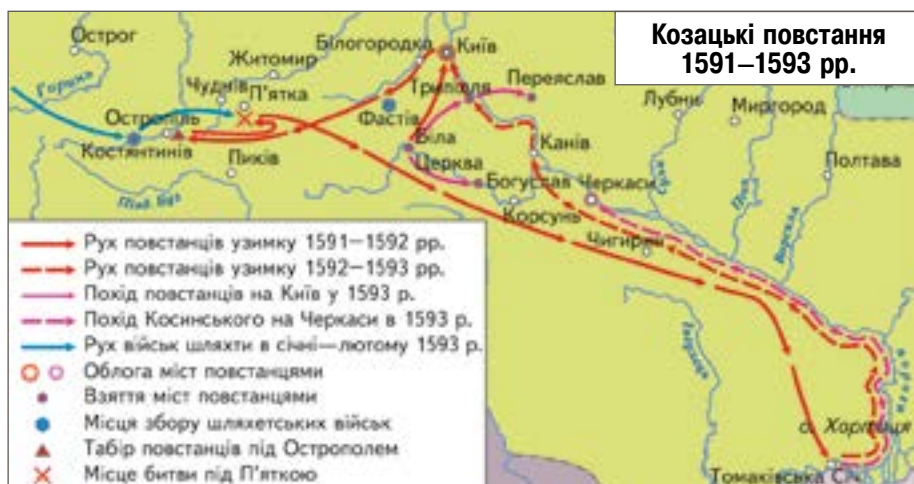 Козацькі повстання
1591–1593 рр.
Острог
Житомир
Білогородка
Київ
Горинь
Чуднів
П'ятка
Трипілля
Переяслав
Лубни
Миргород
Остропіль
Костянтинів
Фастів
Біла
Церква
Канів
Полтава
Пиків
Богуслав
Черкаси
Корсунь
Чигирин
Псел
Ворскла
Інгулець
о. Хортиця
Томаківська Січ
Рух повстанців узимку 1591–1592 рр.
Рух повстанців узимку 1592–1593 рр.
Похід повстанців на Київ у 1593 р.
Похід Косинського на Черкаси в 1593 р.
Рух військ шляхти в січні—лютому 1593 р.
Облога міст повстанцями
Взяття міст повстанцями
Місця збору шляхетських військ
Табір повстанців під Острополем
Місце битви під П'яткою